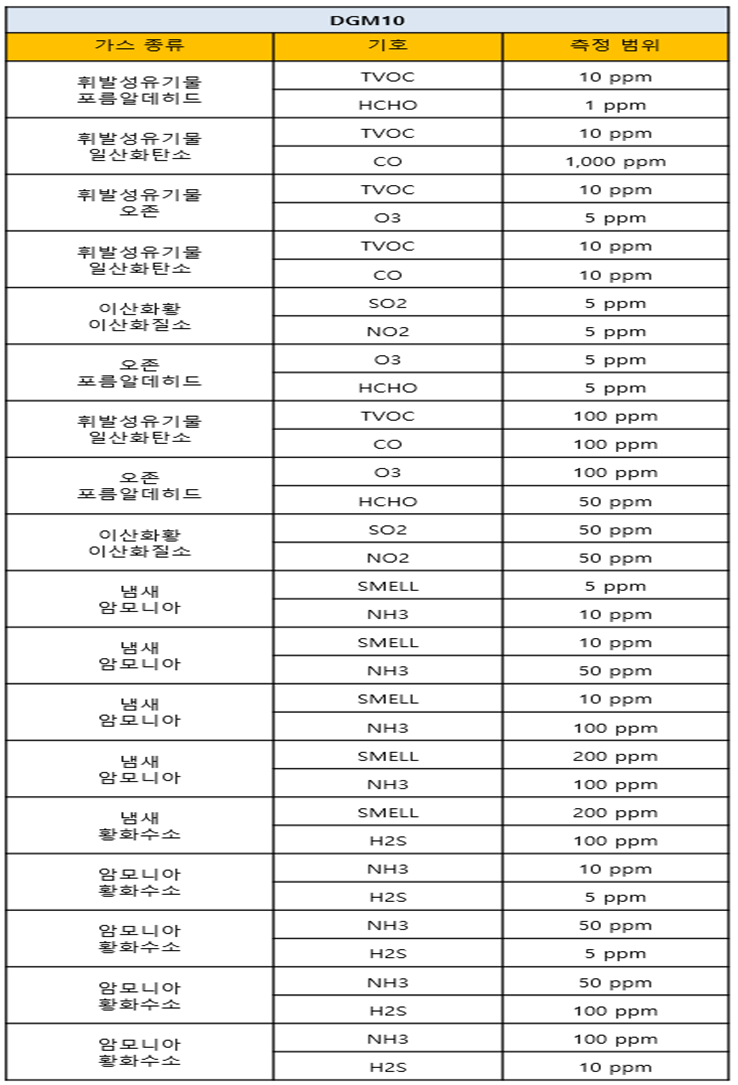 DGM10
가스 종류 기호 측정 범위
휘발성유기물
포름알데히드
TVOC 10 ppm
HCHO 1 ppm
휘발성유기물
일산화탄소
TVOC 10 ppm
CO 1,000 ppm
휘발성유기물
오존
TVOC 10 ppm
O3 5 ppm
휘발성유기물
일산화탄소
TVOC 10 ppm
CO 10 ppm
이산화황
이산화질소
SO2 5 ppm
NO2 5 ppm
오존
포름알데히드
O3 5 ppm
HCHO 5 ppm
휘발성유기물
일산화탄소
TVOC 100 ppm
CO 100 ppm
오존
포름알데히드
O3 100 ppm
HCHO 50 ppm
이산화황
이산화질소
SO2 50 ppm
NO2 50 ppm
냄새
암모니아
SMELL 5 ppm
NH3 10 ppm
냄새
암모니아
SMELL 10 ppm
NH3 50 ppm
냄새
암모니아
SMELL 10 ppm
NH3 100 ppm
냄새
암모니아
SMELL 200 ppm
NH3 100 ppm
냄새
황화수소
SMELL 200 ppm
H2S 100 ppm
암모니아
황화수소
NH3 10 ppm
H2S 5 ppm
암모니아
황화수소
NH3 50 ppm
H2S 5 ppm
암모니아
황화수소
NH3 50 ppm
H2S 100 ppm
암모니아
황화수소
NH3 100 ppm
H2S 10 ppm